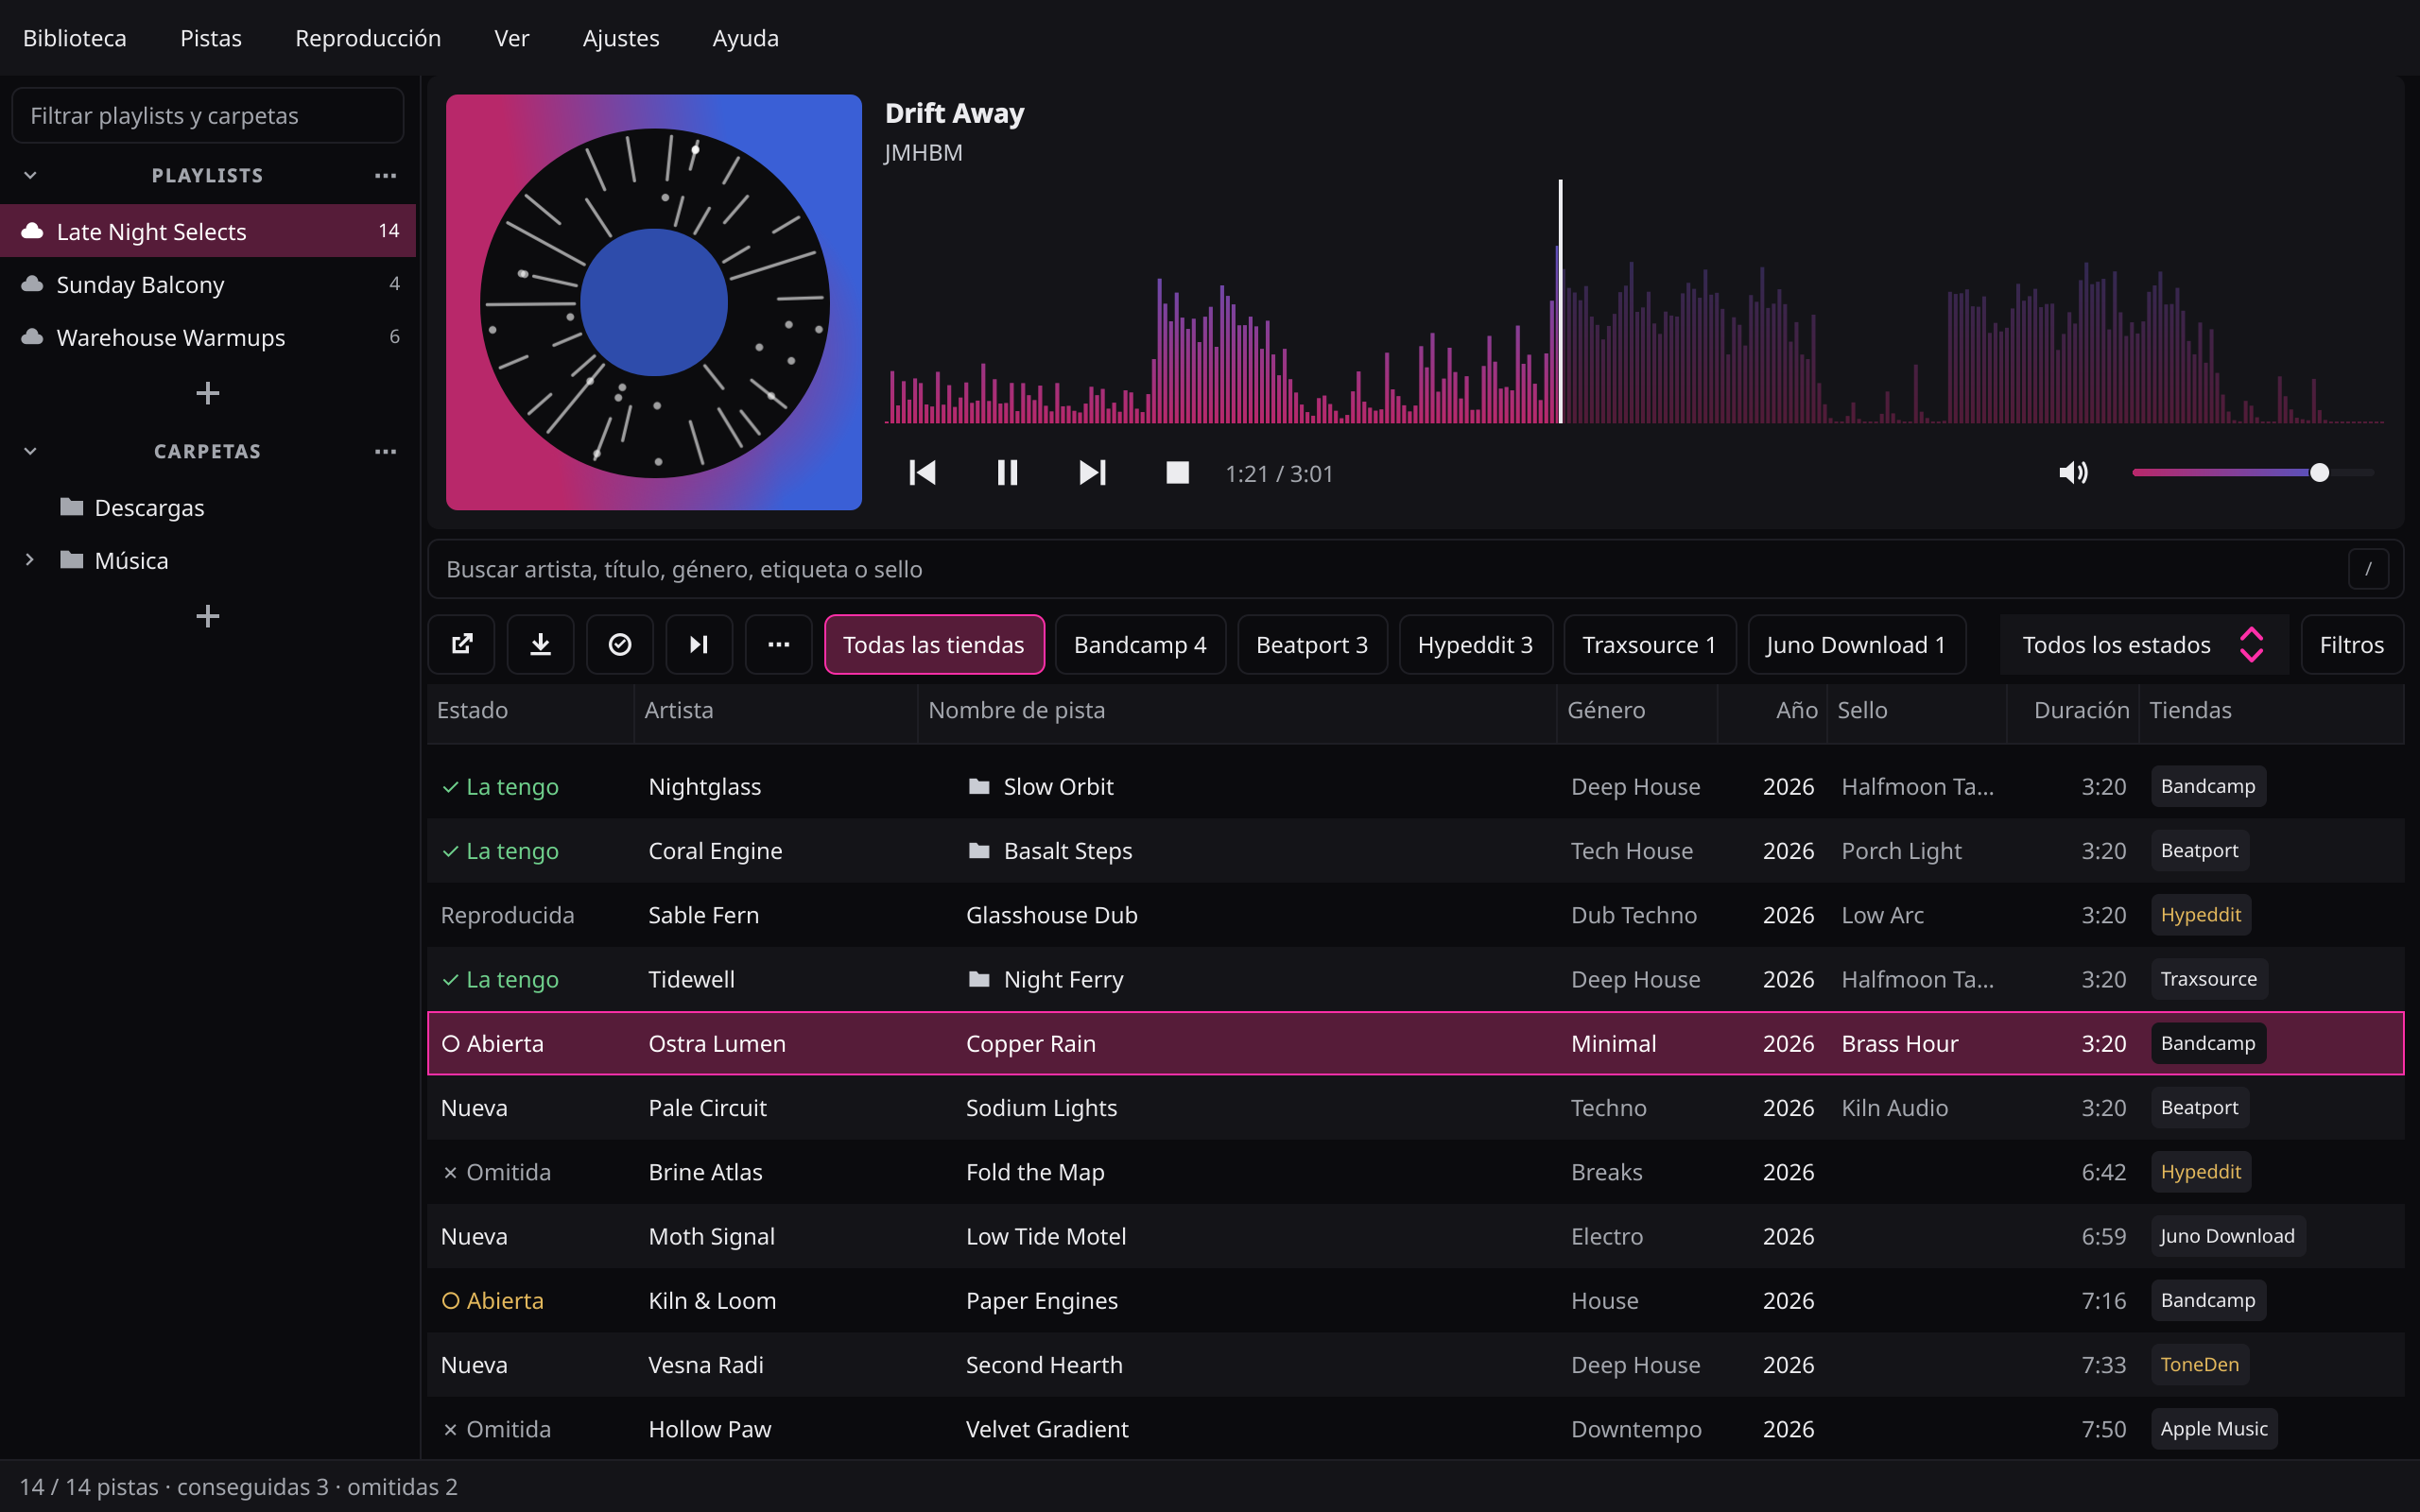 Biblioteca Pistas Reproducción Ver Ajustes Ayuda
Filtrar playlists y carpetas
PLAYLISTS
Late Night Selects 14
Sunday Balcony 4
Warehouse Warmups 6
CARPETAS
Descargas
Música
Drift Away
JMHBM
1:21 / 3:01
Buscar artista, título, género, etiqueta o sello /
Todas las tiendas Bandcamp 4 Beatport 3 Hypeddit 3 Traxsource 1 Juno Download 1 Todos los estados Filtros
Estado Artista Nombre de pista Género Año Sello Duración Tiendas
La tengo Nightglass Slow Orbit Deep House 2026 Halfmoon Ta... 3:20 Bandcamp
La tengo Coral Engine Basalt Steps Tech House 2026 Porch Light 3:20 Beatport
Reproducida Sable Fern Glasshouse Dub Dub Techno 2026 Low Arc 3:20 Hypeddit
La tengo Tidewell Night Ferry Deep House 2026 Halfmoon Ta... 3:20 Traxsource
Abierta Ostra Lumen Copper Rain Minimal 2026 Brass Hour 3:20 Bandcamp
Nueva Pale Circuit Sodium Lights Techno 2026 Kiln Audio 3:20 Beatport
Omitida Brine Atlas Fold the Map Breaks 2026 6:42 Hypeddit
Nueva Moth Signal Low Tide Motel Electro 2026 6:59 Juno Download
Abierta Kiln & Loom Paper Engines House 2026 7:16 Bandcamp
Nueva Vesna Radi Second Hearth Deep House 2026 7:33 ToneDen
Omitida Hollow Paw Velvet Gradient Downtempo 2026 7:50 Apple Music
14 / 14 pistas · conseguidas 3 · omitidas 2